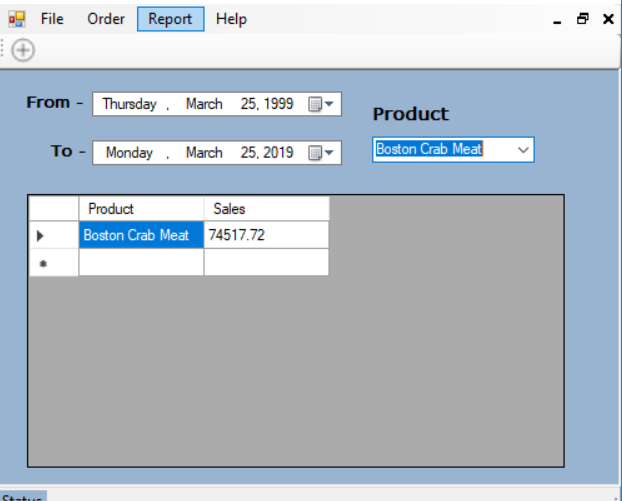 File Order Report Help
From - Thursday , March 25, 1999
Product
To - Monday , March 25, 2019
Boston Crab Meat
Product Sales
Boston Crab Meat 74517.72
Status